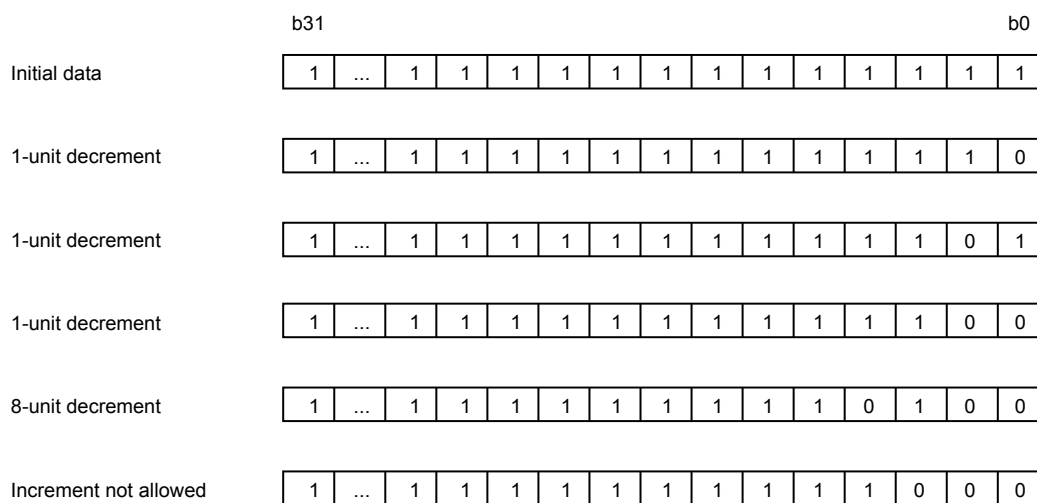 b31 b0
Initial data 1 ... 1 1 1 1 1 1 1 1 1 1 1 1 1
1-unit decrement 1 ... 1 1 1 1 1 1 1 1 1 1 1 1 0
1-unit decrement 1 ... 1 1 1 1 1 1 1 1 1 1 1 0 1
1-unit decrement 1 ... 1 1 1 1 1 1 1 1 1 1 1 0 0
8-unit decrement 1 ... 1 1 1 1 1 1 1 1 1 0 1 0 0
Increment not allowed 1 ... 1 1 1 1 1 1 1 1 1 1 0 0 0